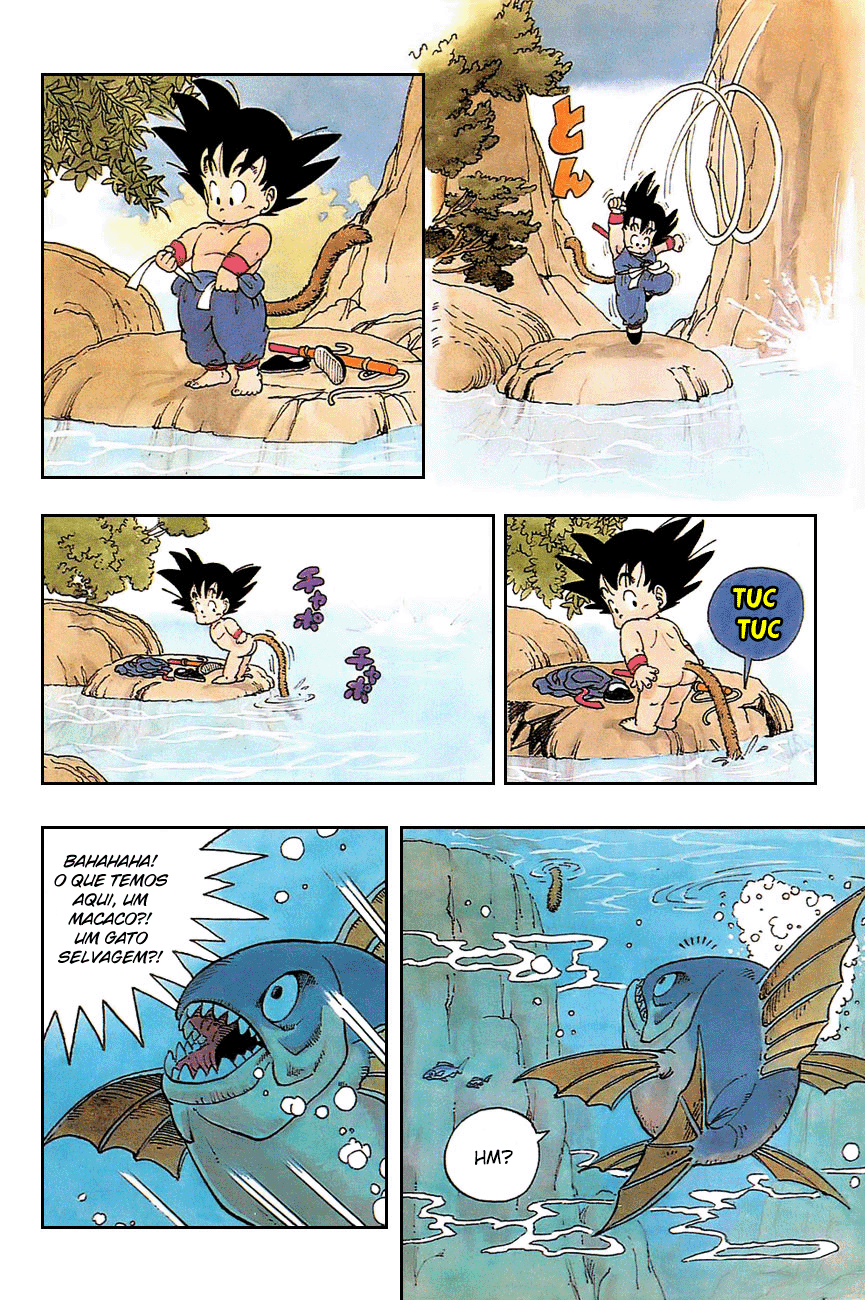 とん
TUC
TUC
チャポ
チャポ
HM?
BAHAHAHA!
O QUE TEMOS
AQUI, UM
MACACO?!
UM GATO
SELVAGEM?!